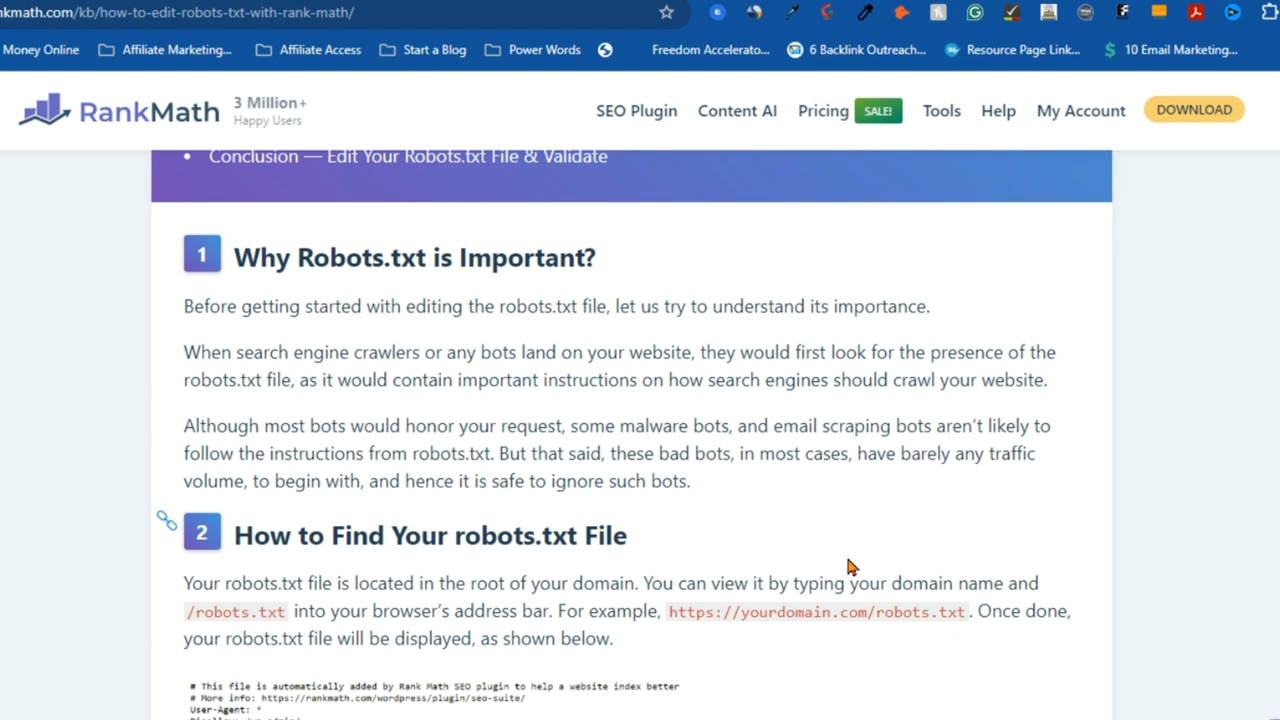 nkmath.com/kb/how-to-edit-robots-txt-with-rank-math/
Money Online Affiliate Marketing... Affiliate Access Start a Blog Power Words Freedom Accelerato... 6 Backlink Outreach... Resource Page Link... 10 Email Marketing...
RankMath 3 Million+ Happy Users SEO Plugin Content AI Pricing SALE! Tools Help My Account DOWNLOAD
• Conclusion — Edit Your Robots.txt File & Validate
1 Why Robots.txt is Important?
Before getting started with editing the robots.txt file, let us try to understand its importance.
When search engine crawlers or any bots land on your website, they would first look for the presence of the
robots.txt file, as it would contain important instructions on how search engines should crawl your website.
Although most bots would honor your request, some malware bots, and email scraping bots aren't likely to
follow the instructions from robots.txt. But that said, these bad bots, in most cases, have barely any traffic
volume, to begin with, and hence it is safe to ignore such bots.
2 How to Find Your robots.txt File
Your robots.txt file is located in the root of your domain. You can view it by typing your domain name and
/robots.txt into your browser's address bar. For example, https://yourdomain.com/robots.txt. Once done,
your robots.txt file will be displayed, as shown below.
# This file is automatically added by Rank Math SEO plugin to help a website index better
# More info: https://rankmath.com/wordpress/plugin/seo-suite/
User-Agent: *